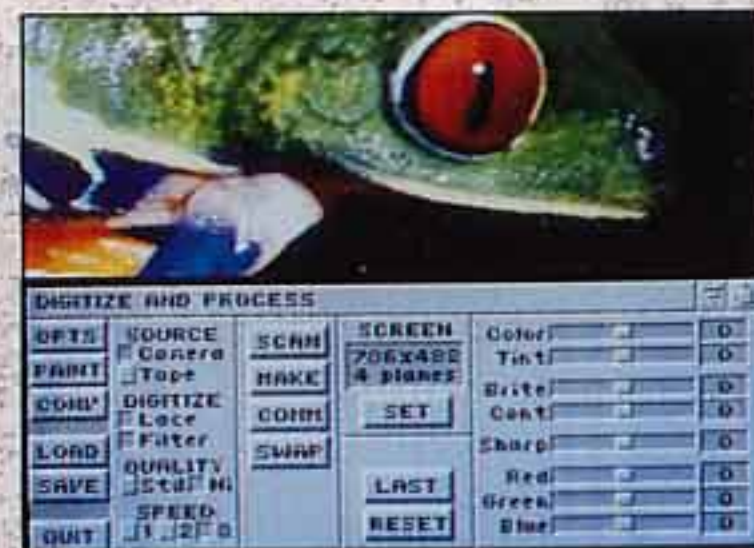 DIGITIZE AND PROCESS
OPTS
PAINT
COMP
LOAD
SAVE
QUIT
SOURCE
Camera
Tape
DIGITIZE
Lace
Filter
QUALITY
Std Hi
SPEED
1 2
SCAN
MAKE
COMM
SWAP
SCREEN
706x482
4 planes
SET
LAST
RESET
Color 0
Tint 0
Brite 0
Cont 0
Sharp 0
Red 0
Green 0
Blue 0